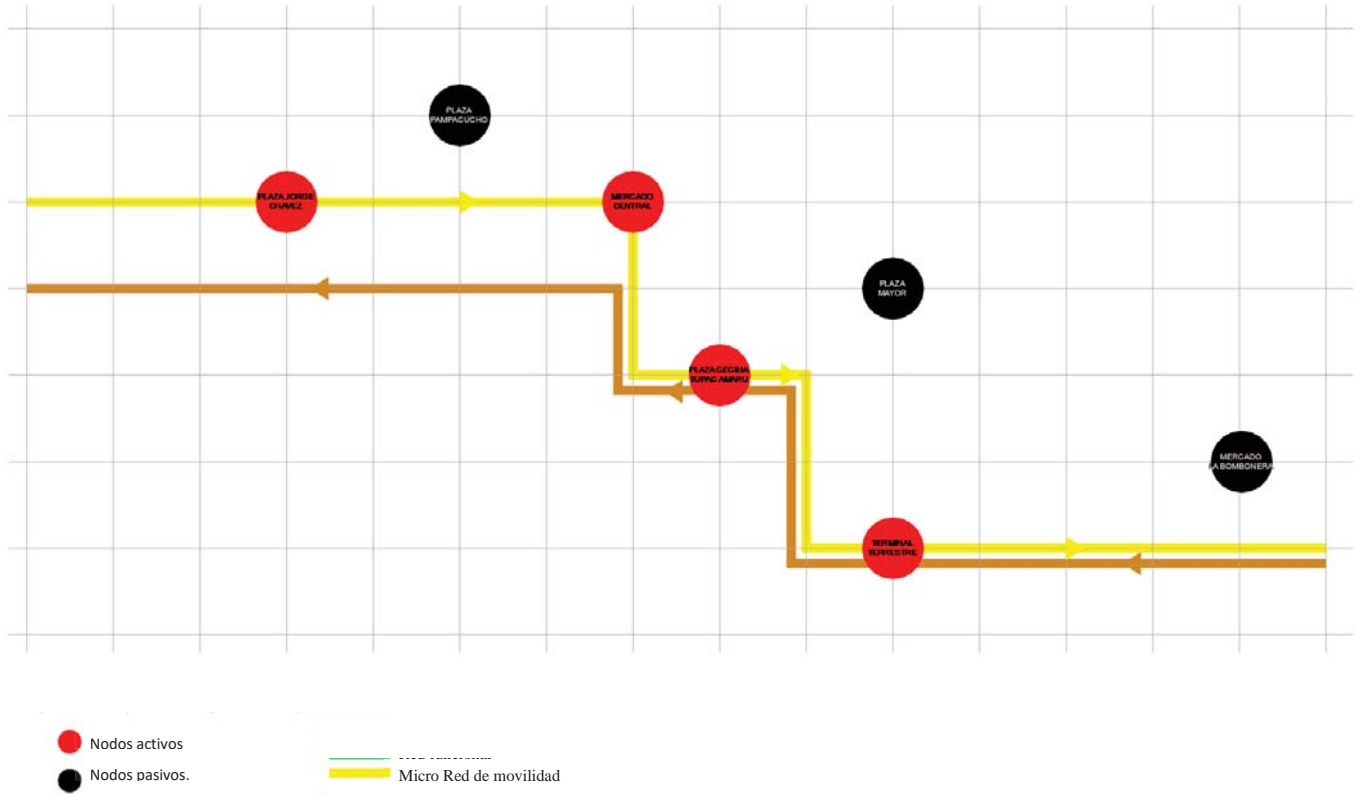 PLAZA
PAMPACUCHO
PLAZA JORGE
CHAVEZ
MERCADO
CENTRAL
PLAZA
MAYOR
PLAZA CECILIA
TUPAC AMARU
MERCADO
LA BOMBONERA
TERMINAL
TERRESTRE
Nodos activos
Nodos pasivos.
Micro Red de movilidad